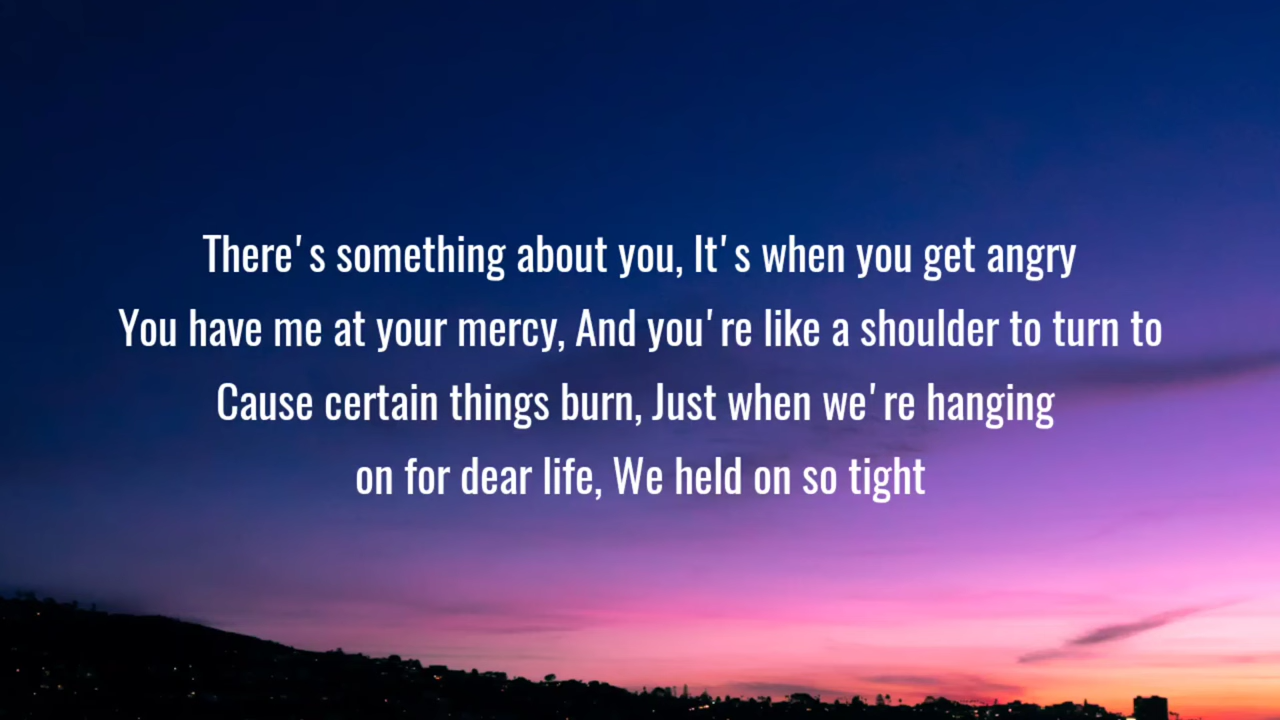 There's something about you, It's when you get angry
You have me at your mercy, And you're like a shoulder to turn to
Cause certain things burn, Just when we're hanging
on for dear life, We held on so tight